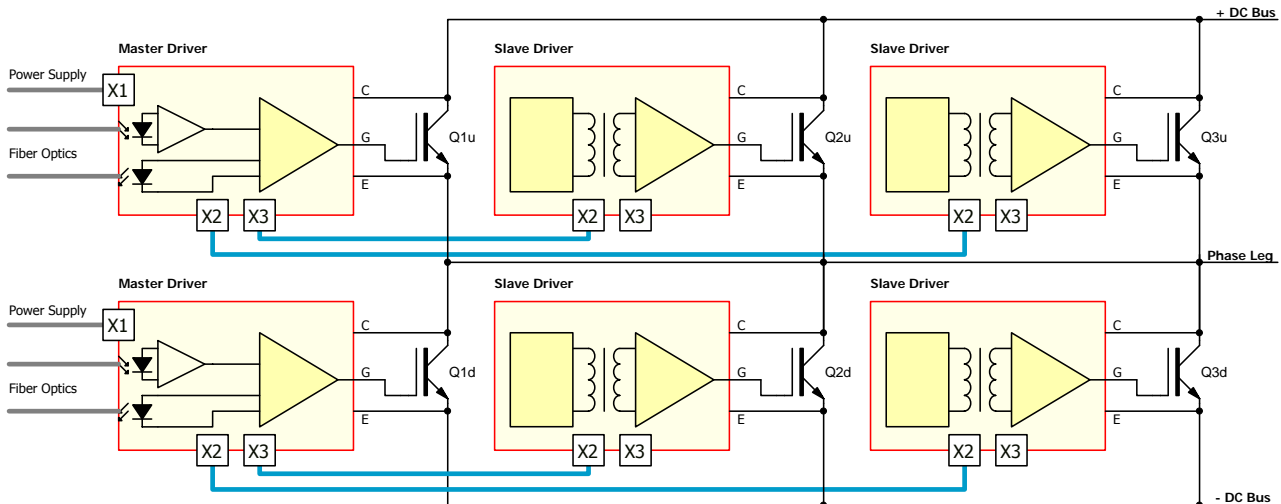 + DC Bus
Master Driver
Slave Driver
Slave Driver
Power Supply
X1
C
C
C
G
Q1u
G
Q2u
G
Q3u
Fiber Optics
E
E
E
X2
X3
X2
X3
X2
X3
Phase Leg
Master Driver
Slave Driver
Slave Driver
Power Supply
X1
C
C
C
G
Q1d
G
Q2d
G
Q3d
Fiber Optics
E
E
E
X2
X3
X2
X3
X2
X3
- DC Bus